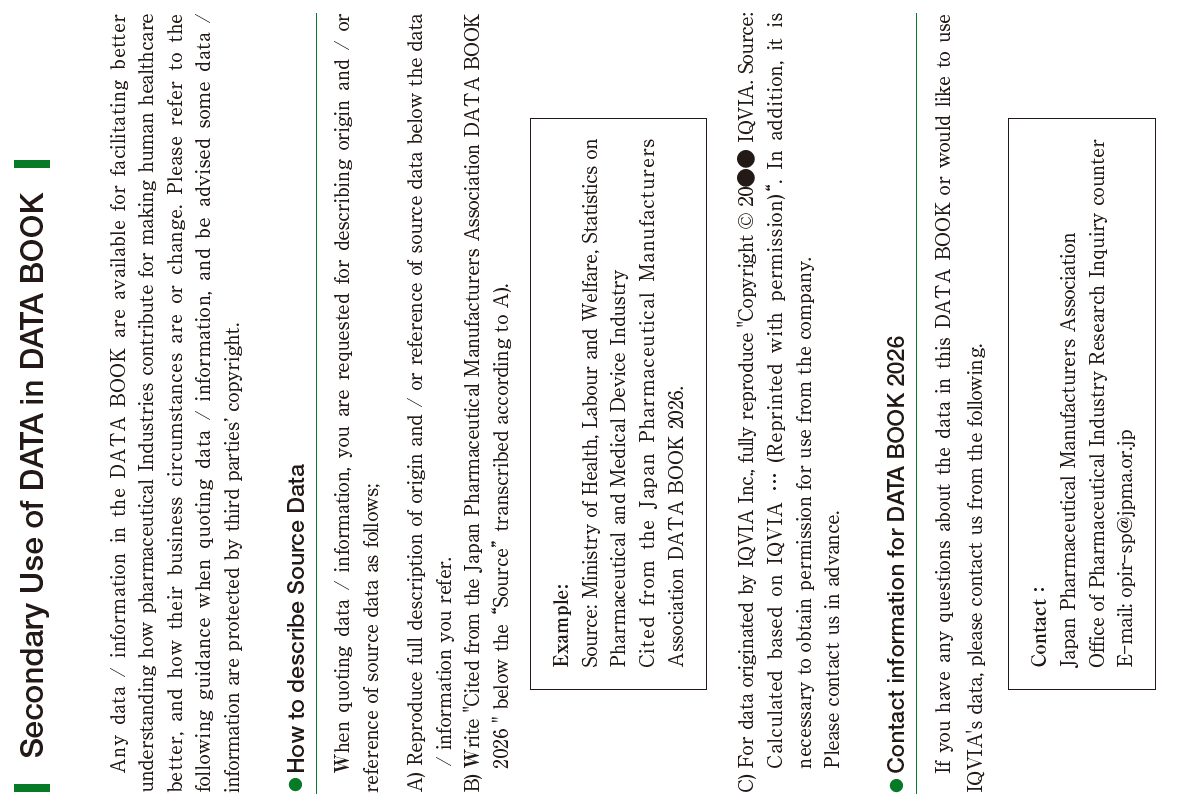 Secondary Use of DATA in DATA BOOK
Any data / information in the DATA BOOK are available for facilitating better
understanding how pharmaceutical Industries contribute for making human healthcare
better, and how their business circumstances are or change. Please refer to the
following guidance when quoting data / information, and be advised some data /
information are protected by third parties' copyright.
● How to describe Source Data
When quoting data / information, you are requested for describing origin and / or
reference of source data as follows;
A) Reproduce full description of origin and / or reference of source data below the data
/ information you refer.
B) Write "Cited from the Japan Pharmaceutical Manufacturers Association DATA BOOK
2026 " below the “Source” transcribed according to A).
Example:
Source: Ministry of Health, Labour and Welfare, Statistics on
Pharmaceutical and Medical Device Industry
Cited from the Japan Pharmaceutical Manufacturers
Association DATA BOOK 2026.
C) For data originated by IQVIA Inc., fully reproduce "Copyright © 20●● IQVIA. Source:
Calculated based on IQVIA … (Reprinted with permission)“. In addition, it is
necessary to obtain permission for use from the company.
Please contact us in advance.
● Contact information for DATA BOOK 2026
If you have any questions about the data in this DATA BOOK or would like to use
IQVIA's data, please contact us from the following.
Contact :
Japan Pharmaceutical Manufacturers Association
Office of Pharmaceutical Industry Research Inquiry counter
E-mail: opir-sp@jpma.or.jp